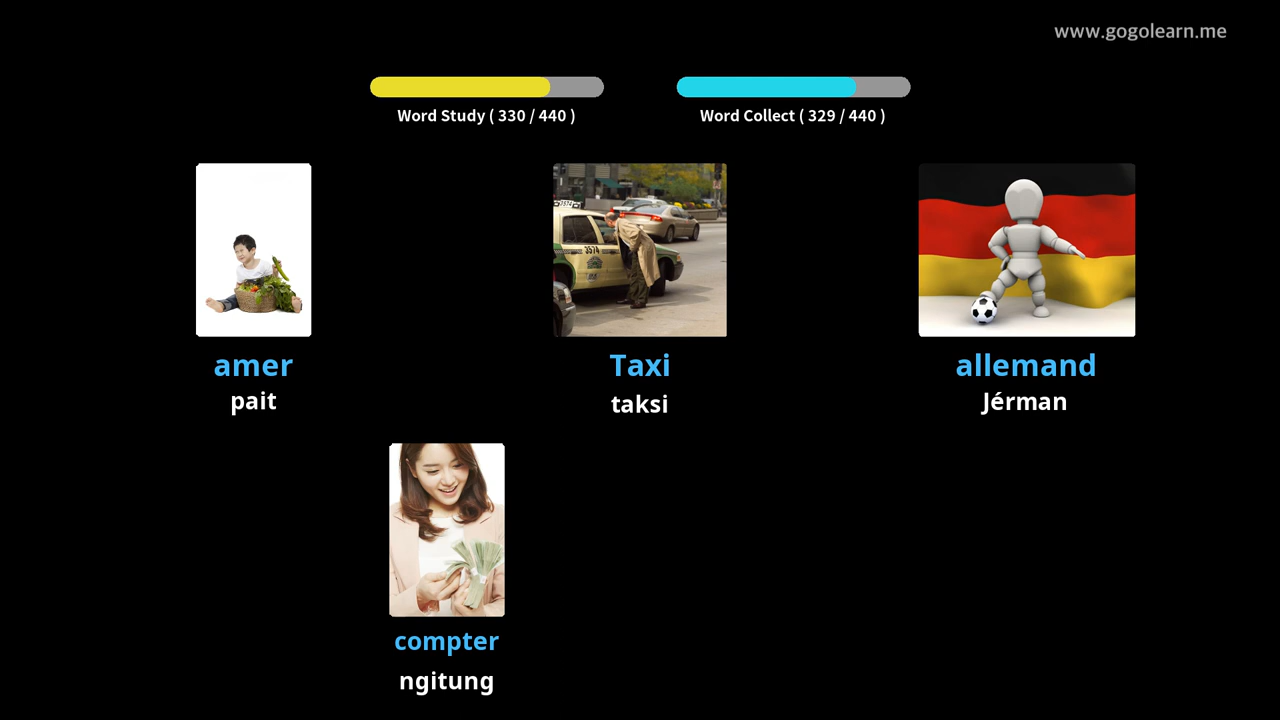 www.gogolearn.me
Word Study ( 330 / 440 )
Word Collect ( 329 / 440 )
3574
amer
Taxi
allemand
pait
taksi
Jérman
compter
ngitung